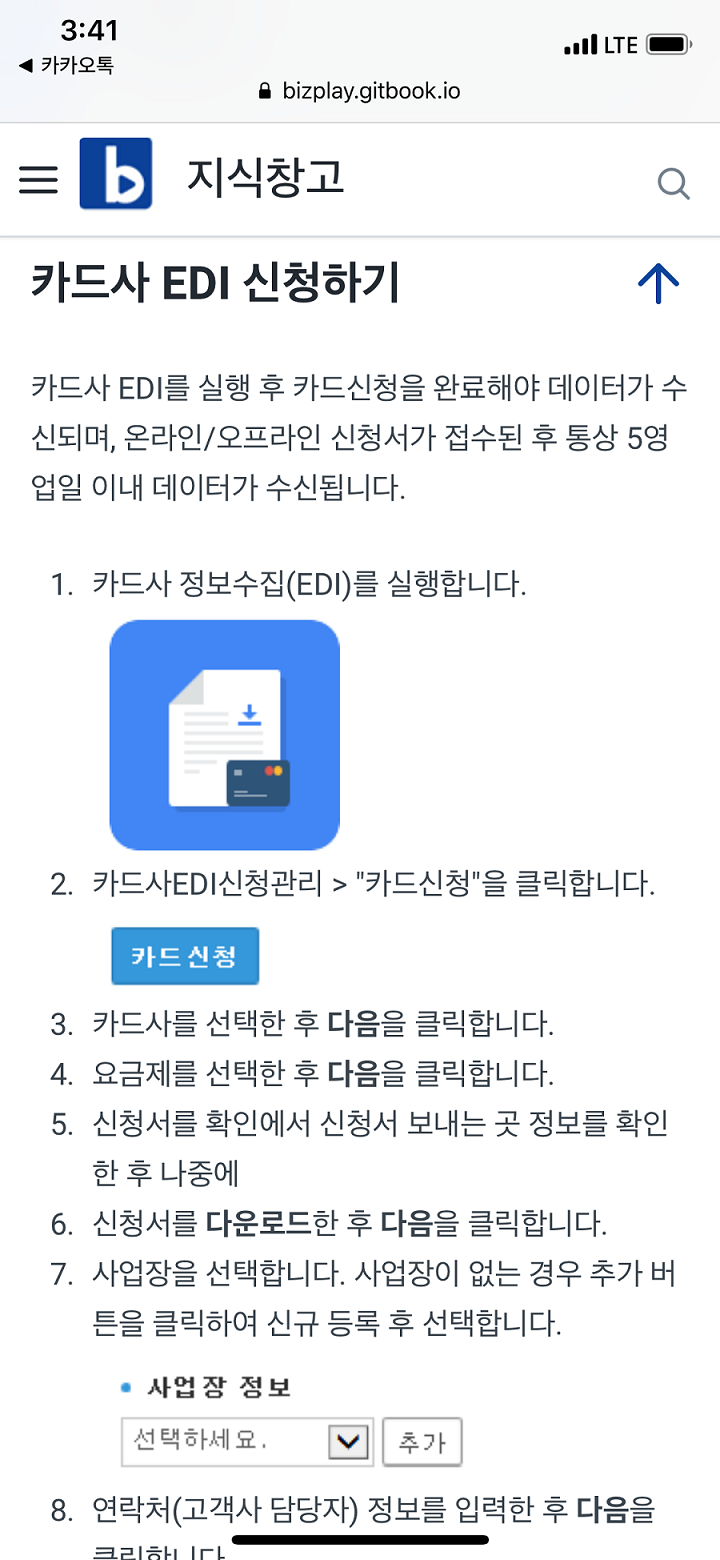 3:41
LTE
카카오톡
bizplay.gitbook.io
b
지식창고
카드사 EDI 신청하기
카드사 EDI를 실행 후 카드신청을 완료해야 데이터가 수
신되며, 온라인/오프라인 신청서가 접수된 후 통상 5영
업일 이내 데이터가 수신됩니다.
1. 카드사 정보수집(EDI)를 실행합니다.
2. 카드사EDI신청관리 > "카드신청"을 클릭합니다.
카드신청
3. 카드사를 선택한 후 다음을 클릭합니다.
4. 요금제를 선택한 후 다음을 클릭합니다.
5. 신청서를 확인에서 신청서 보내는 곳 정보를 확인
한 후 나중에
6. 신청서를 다운로드한 후 다음을 클릭합니다.
7. 사업장을 선택합니다. 사업장이 없는 경우 추가 버
튼을 클릭하여 신규 등록 후 선택합니다.
• 사업장 정보
선택하세요. 추가
8. 연락처(고객사 담당자) 정보를 입력한 후 다음을
클릭합니다